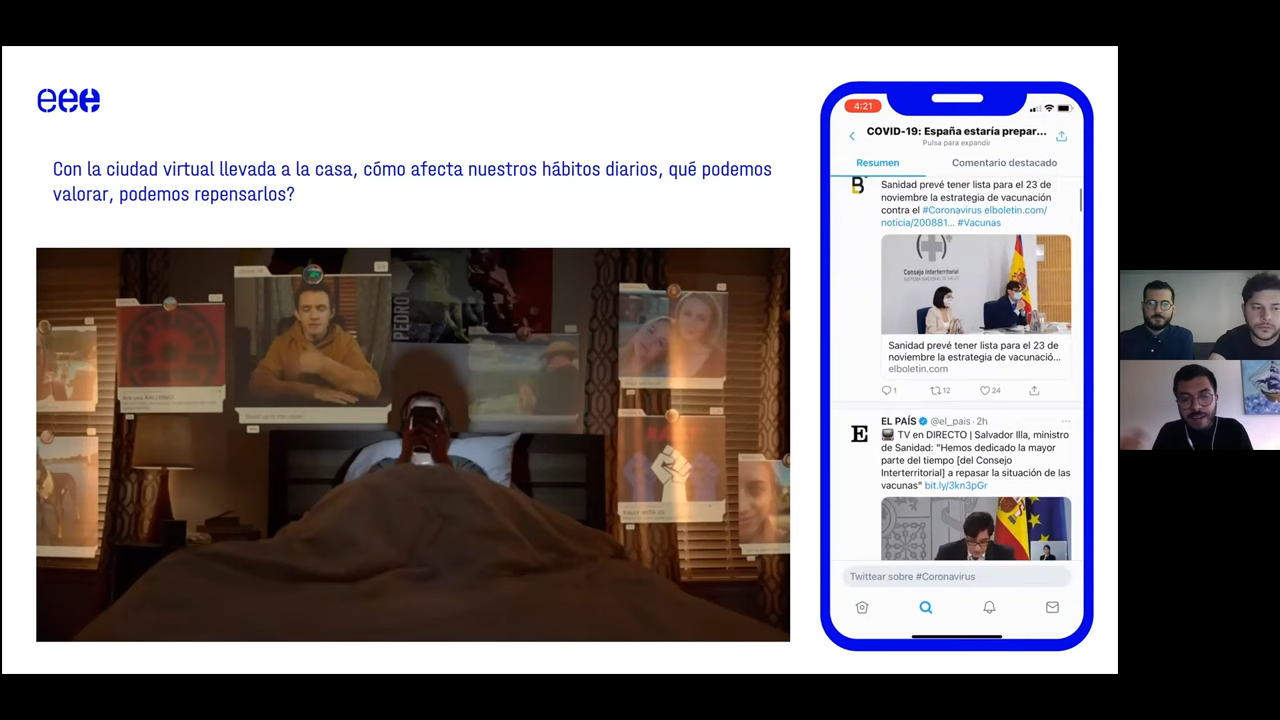 eee
Con la ciudad virtual llevada a la casa, cómo afecta nuestros hábitos diarios, qué podemos
valorar, podemos repensarlos?
PEDRO
4:21
COVID-19: España estaría prepar...
Pulsa para expandir
Resumen
Comentario destacado
B
Sanidad prevé tener lista para el 23 de
noviembre la estrategia de vacunación
contra el #Coronavirus elboletin.com/
noticia/200881... #Vacunas
Consejo Interterritorial
SISTEMA NACIONAL DE SALUD
Sanidad prevé tener lista para el 23 de
noviembre la estrategia de vacunació...
elboletin.com
1
12
24
EL PAÍS @el_pais · 2h
E
TV en DIRECTO | Salvador Illa, ministro
de Sanidad: "Hemos dedicado la mayor
parte del tiempo [del Consejo
Interterritorial] a repasar la situación de las
vacunas" bit.ly/3kn3pGr
Twittear sobre #Coronavirus